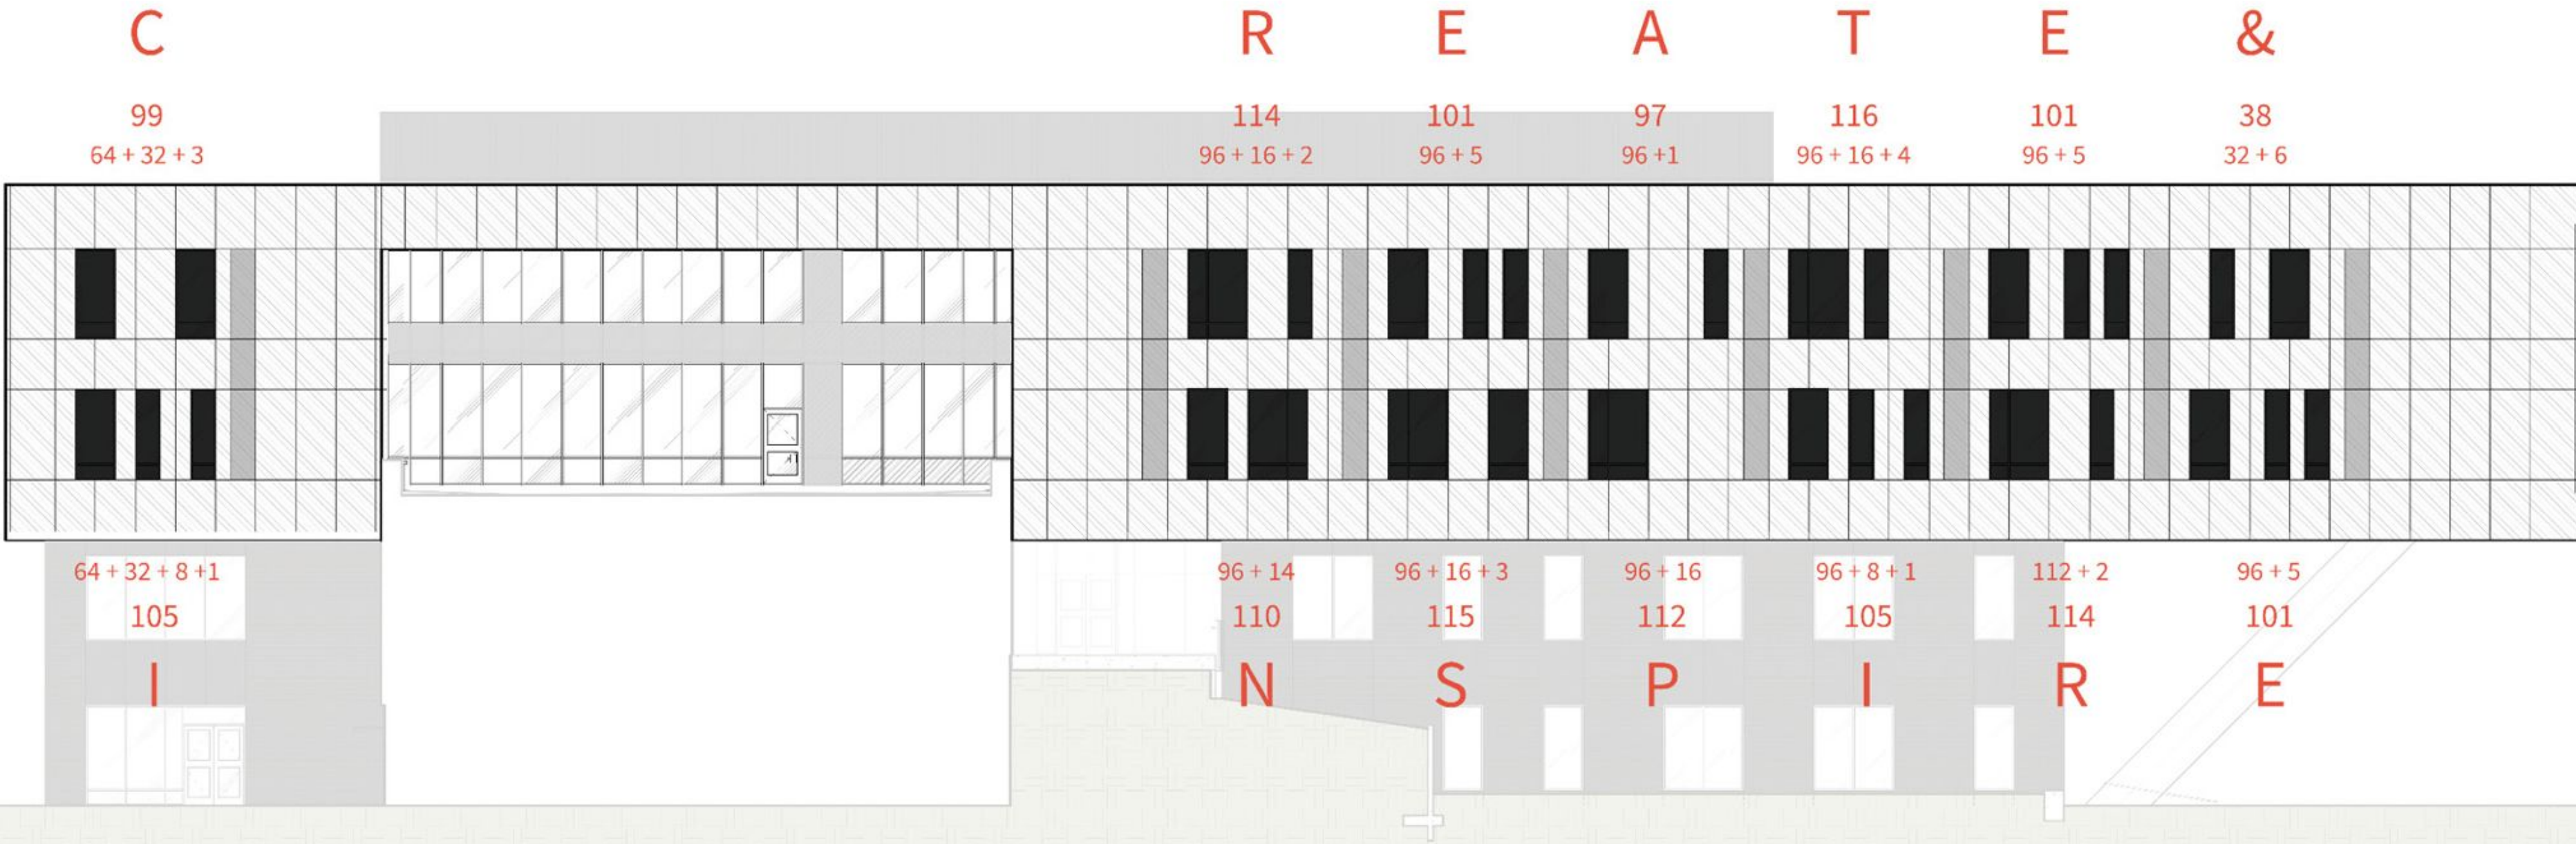 C R E A T E &
99 114 101 97 116 101 38
64 + 32 + 3 96 + 16 + 2 96 + 5 96 +1 96 + 16 + 4 96 + 5 32 + 6
64 + 32 + 8 +1 96 + 14 96 + 16 + 3 96 + 16 96 + 8 + 1 112 + 2 96 + 5
105 110 115 112 105 114 101
I N S P I R E